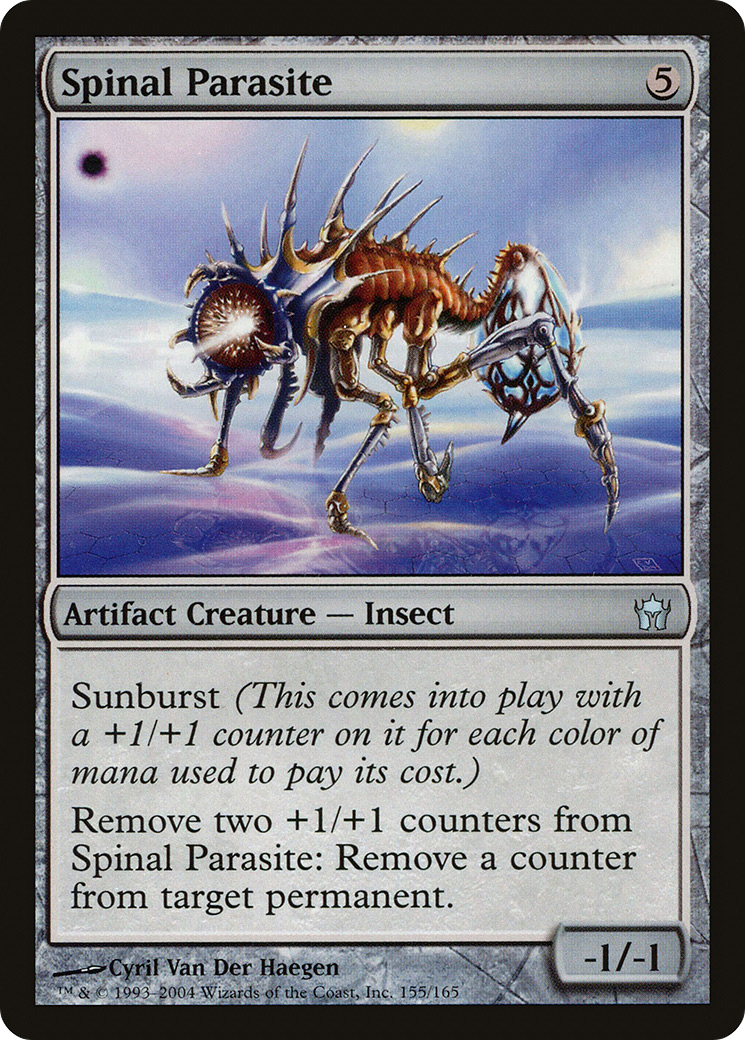 Spinal Parasite
5
Artifact Creature — Insect
Sunburst (This comes into play with
a +1/+1 counter on it for each color of
mana used to pay its cost.)
Remove two +1/+1 counters from
Spinal Parasite: Remove a counter
from target permanent.
-1/-1
Cyril Van Der Haegen
™ & © 1993–2004 Wizards of the Coast, Inc. 155/165